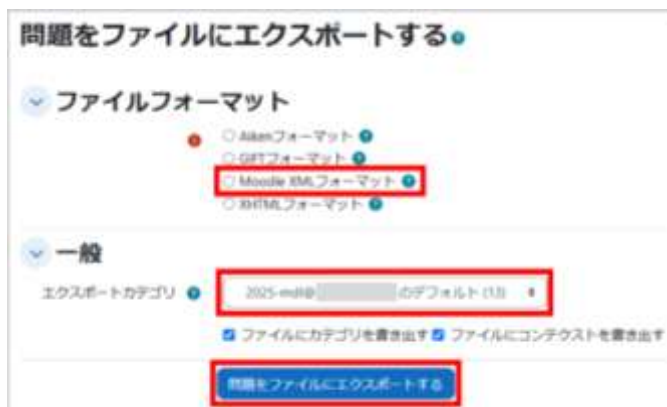 問題をファイルにエクスポートする
ファイルフォーマット
Aikenフォーマット
GIFTフォーマット
Moodle XMLフォーマット
XHTMLフォーマット
一般
エクスポートカテゴリ
2025-mdl@ のデフォルト (13)
ファイルにカテゴリを書き出す ファイルにコンテクストを書き出す
問題をファイルにエクスポートする